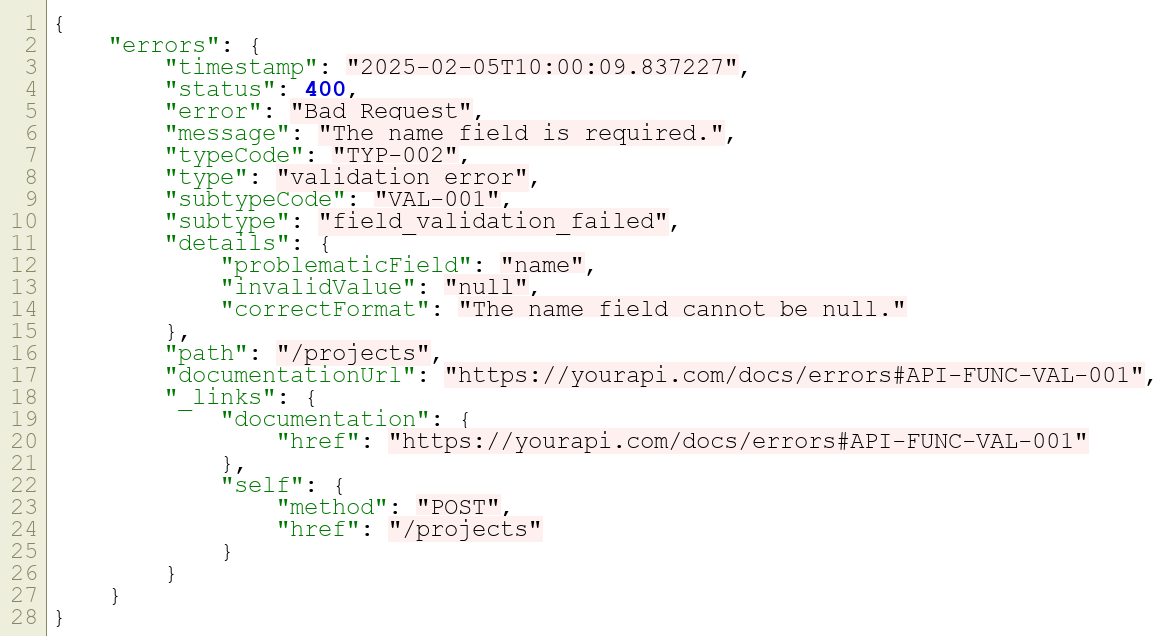 1 {
2     "errors": {
3         "timestamp": "2025-02-05T10:00:09.837227",
4         "status": 400,
5         "error": "Bad Request",
6         "message": "The name field is required.",
7         "typeCode": "TYP-002",
8         "type": "validation error",
9         "subtypeCode": "VAL-001",
10         "subtype": "field_validation_failed",
11         "details": {
12             "problematicField": "name",
13             "invalidValue": "null",
14             "correctFormat": "The name field cannot be null."
15         },
16         "path": "/projects",
17         "documentationUrl": "https://yourapi.com/docs/errors#API-FUNC-VAL-001",
18         "_links": {
19             "documentation": {
20                 "href": "https://yourapi.com/docs/errors#API-FUNC-VAL-001"
21             },
22             "self": {
23                 "method": "POST",
24                 "href": "/projects"
25             }
26         }
27     }
28 }